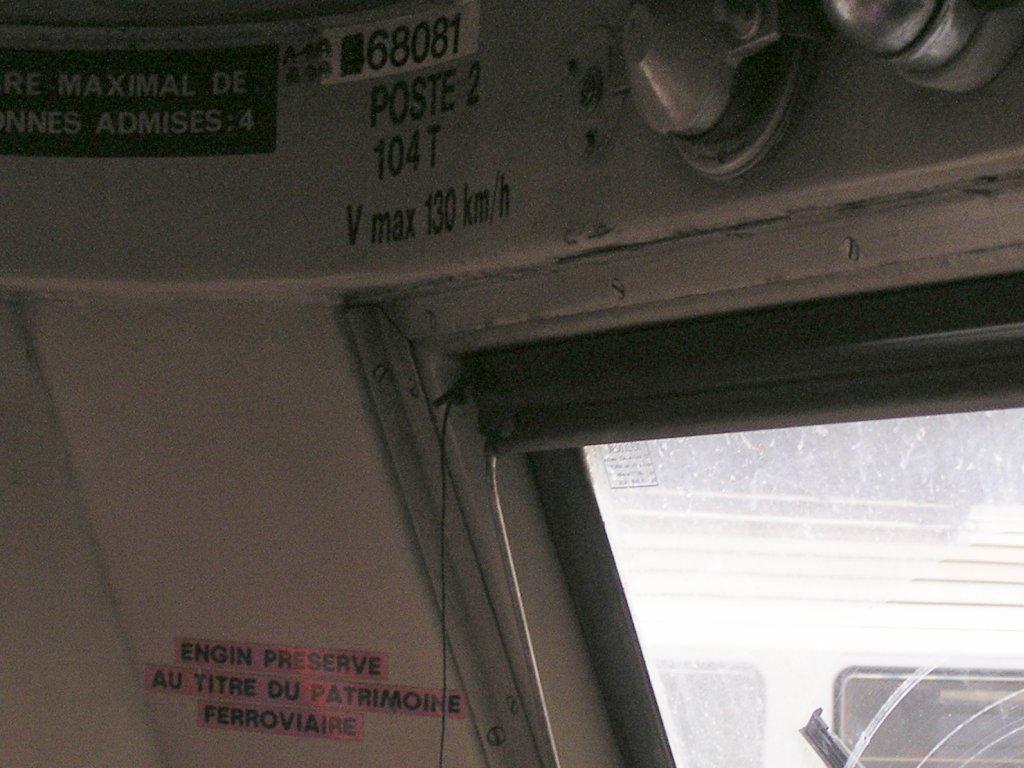 RE MAXIMAL DE
ONNES ADMISES:4
68081
POSTE 2
104 T
V max 130 km/h
ENGIN PRESERVE
AU TITRE DU PATRIMOINE
FERROVIAIRE